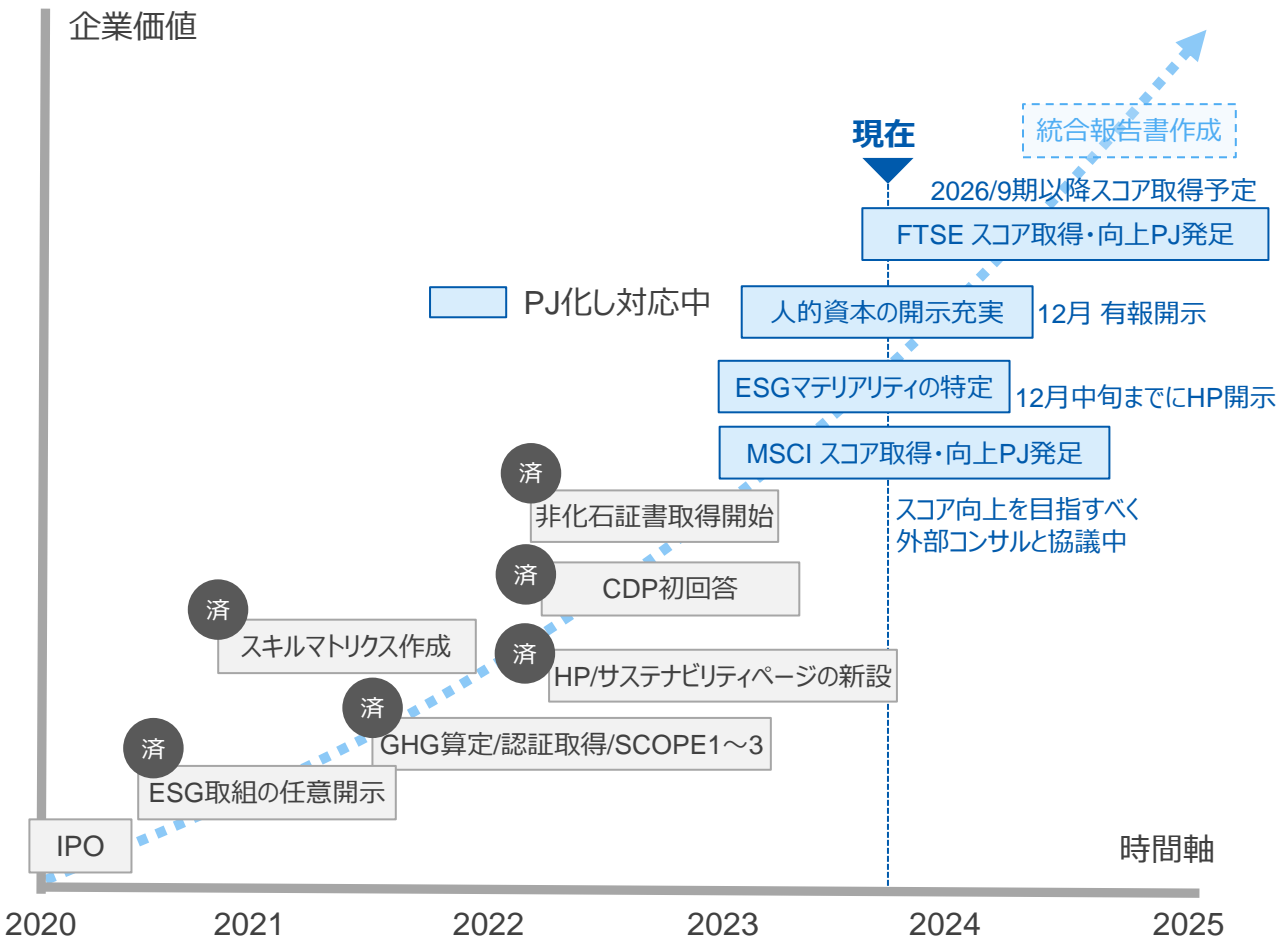 企業価値
現在
統合報告書作成
2026/9期以降スコア取得予定
FTSE スコア取得・向上PJ発足
PJ化し対応中
人的資本の開示充実
12月 有報開示
ESGマテリアリティの特定
12月中旬までにHP開示
MSCI スコア取得・向上PJ発足
スコア向上を目指すべく
外部コンサルと協議中
済
非化石証書取得開始
済
CDP初回答
済
スキルマトリクス作成
済
HP/サステナビリティページの新設
済
GHG算定/認証取得/SCOPE1～3
済
ESG取組の任意開示
IPO
時間軸
2020
2021
2022
2023
2024
2025